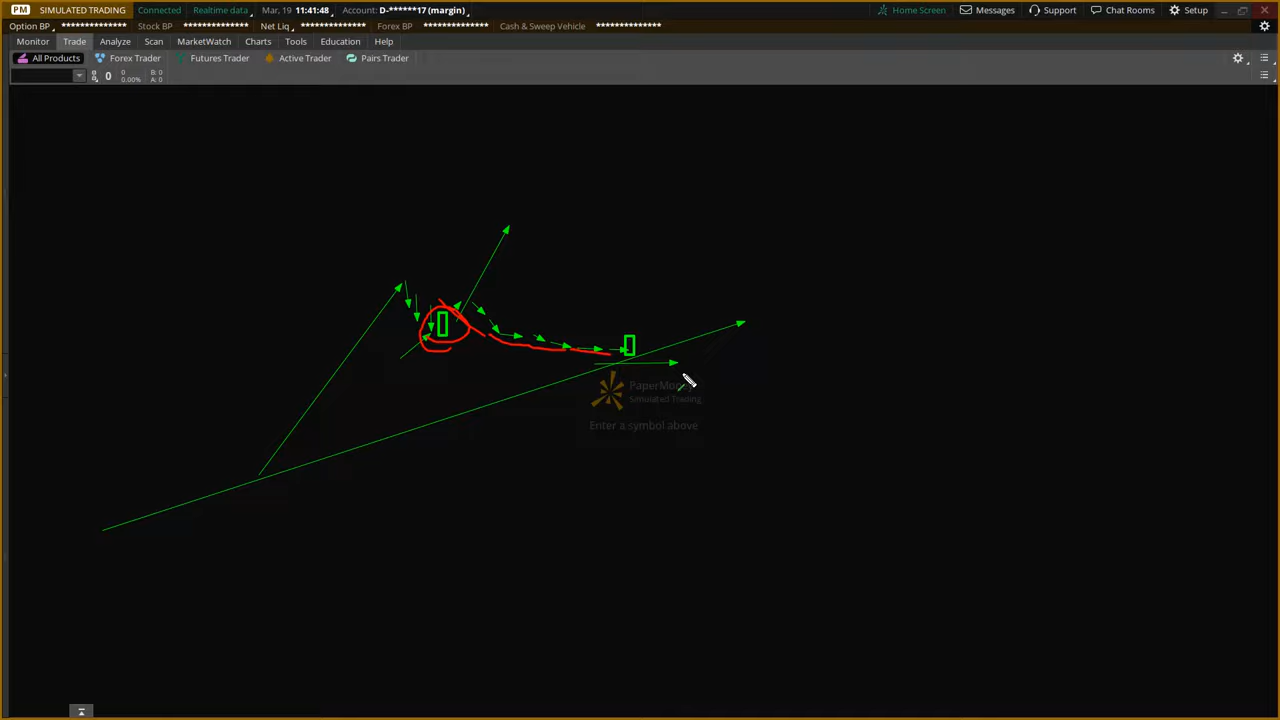 PM SIMULATED TRADING Connected Realtime data Mar, 19 11:41:48 Account: D-******17 (margin) Home Screen Messages Support Chat Rooms Setup
Option BP *************** Stock BP *************** Net Liq *************** Forex BP *************** Cash & Sweep Vehicle ***************
Monitor Trade Analyze Scan MarketWatch Charts Tools Education Help
All Products Forex Trader Futures Trader Active Trader Pairs Trader
0 0 B: 0
0.00% A: 0
Simulated Trading
Enter a symbol above